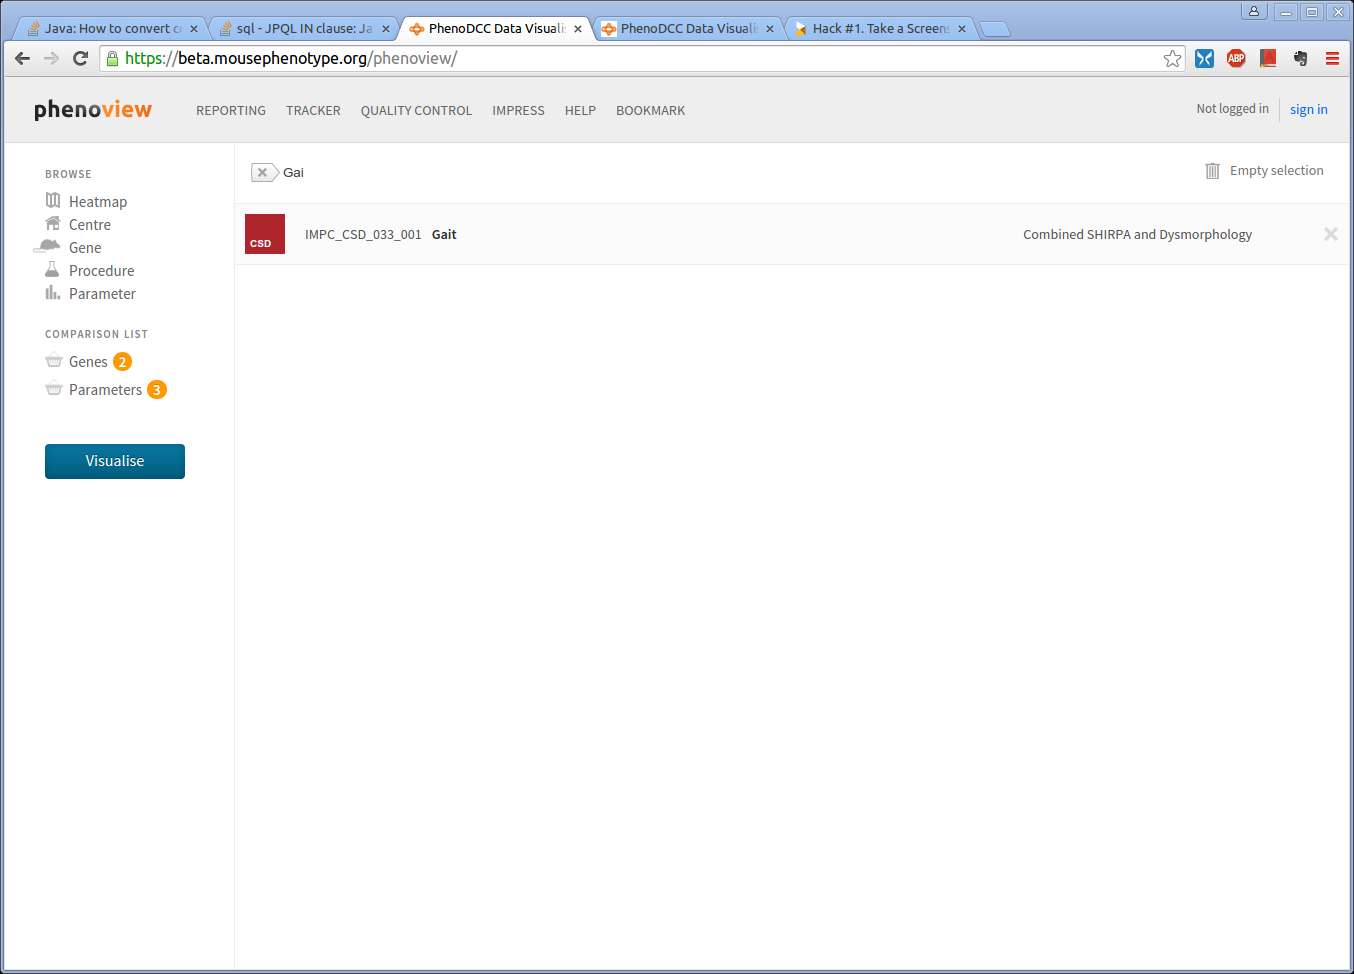 Java: How to convert c
sql - JPQL IN clause: Ja
PhenoDCC Data Visuali
PhenoDCC Data Visuali
Hack #1. Take a Screens
https://beta.mousephenotype.org/phenoview/
ABP
phenoview
REPORTING
TRACKER
QUALITY CONTROL
IMPRESS
HELP
BOOKMARK
Not logged in
sign in
BROWSE
Heatmap
Centre
Gene
Procedure
Parameter
COMPARISON LIST
Genes 2
Parameters 3
Visualise
Gai
Empty selection
CSD
IMPC_CSD_033_001 Gait
Combined SHIRPA and Dysmorphology